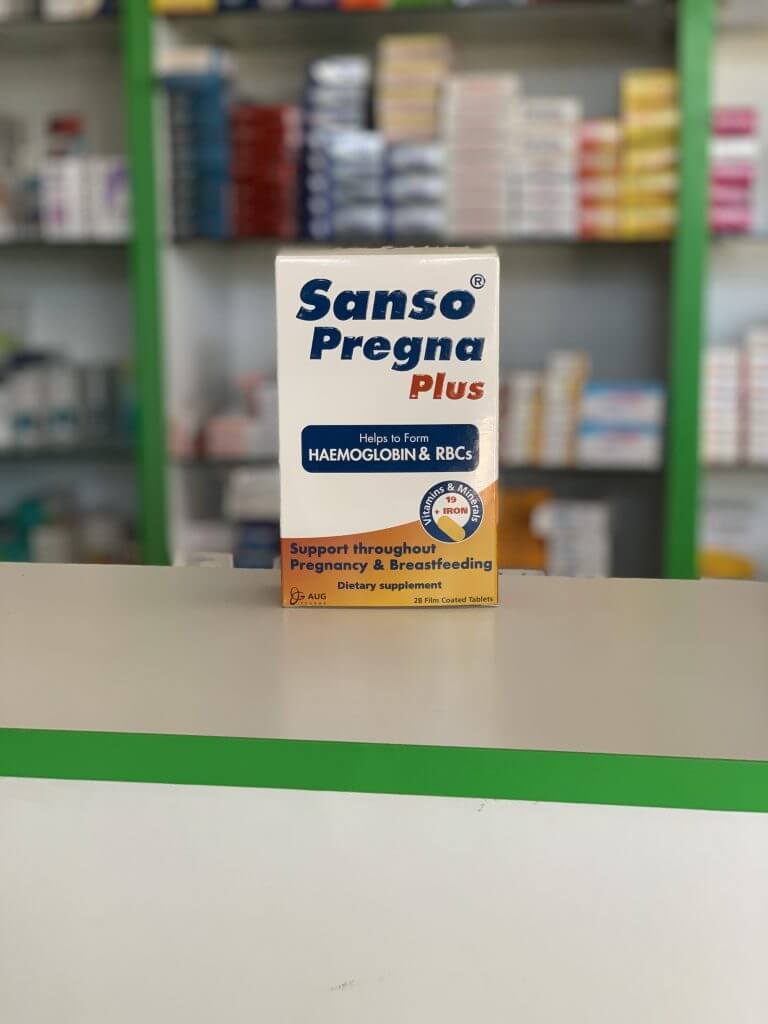 Sanso®
Pregna
Plus
Helps to Form
HAEMOGLOBIN & RBCs
Vitamins & Minerals
19
+ IRON
Support throughout
Pregnancy & Breastfeeding
Dietary supplement
AUG
PHARMA
28 Film Coated Tablets